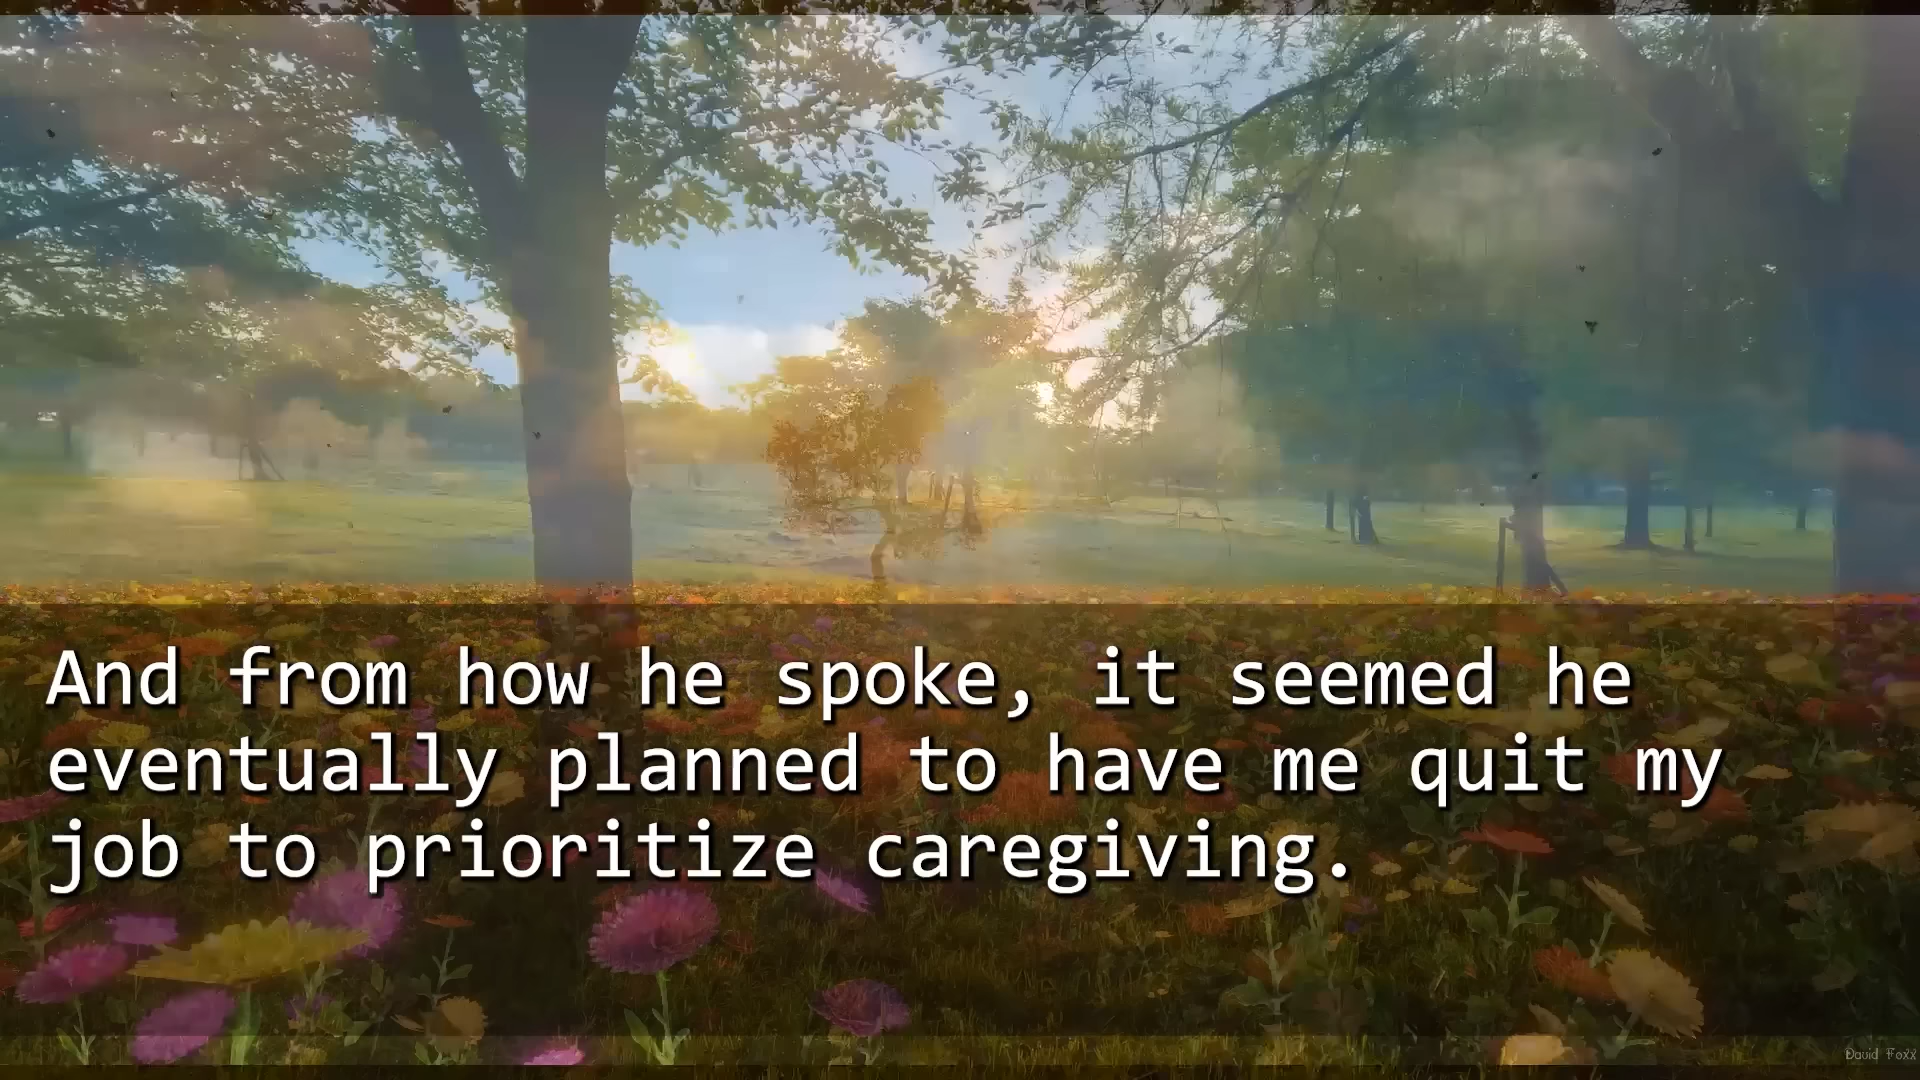 And from how he spoke, it seemed he
eventually planned to have me quit my
job to prioritize caregiving.
David Foxx